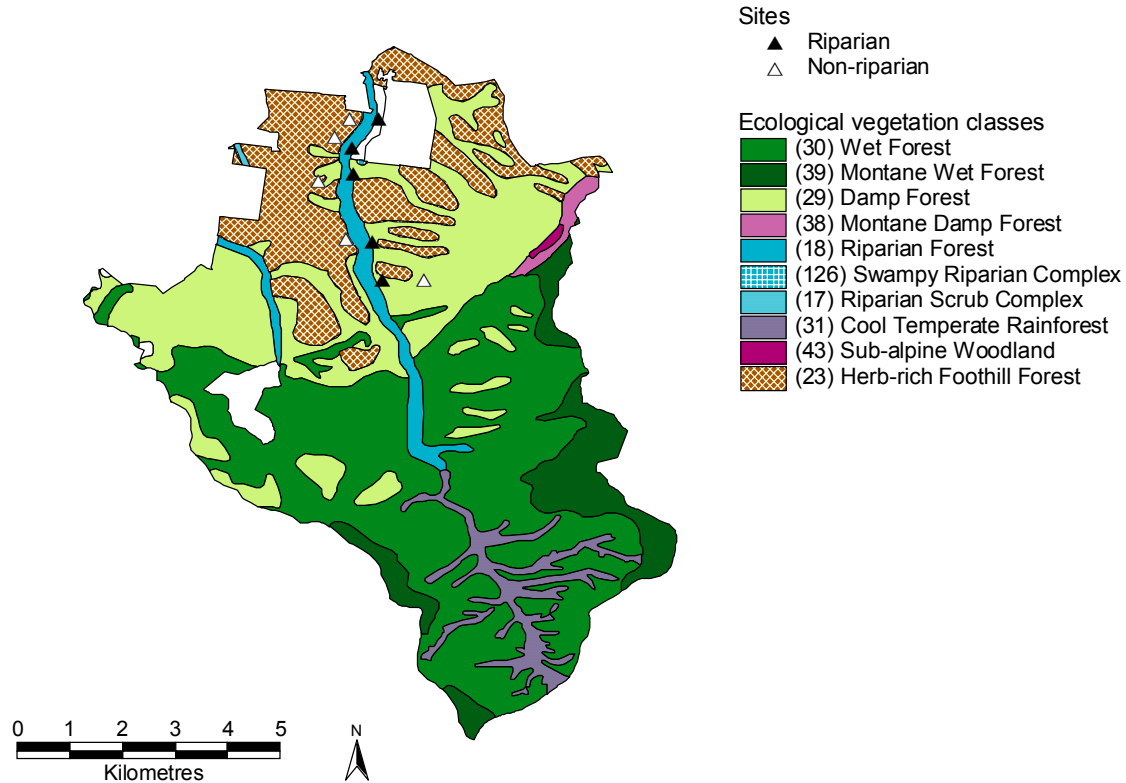 Sites
Riparian
Non-riparian
Ecological vegetation classes
(30) Wet Forest
(39) Montane Wet Forest
(29) Damp Forest
(38) Montane Damp Forest
(18) Riparian Forest
(126) Swampy Riparian Complex
(17) Riparian Scrub Complex
(31) Cool Temperate Rainforest
(43) Sub-alpine Woodland
(23) Herb-rich Foothill Forest
0 1 2 3 4 5
Kilometres
N